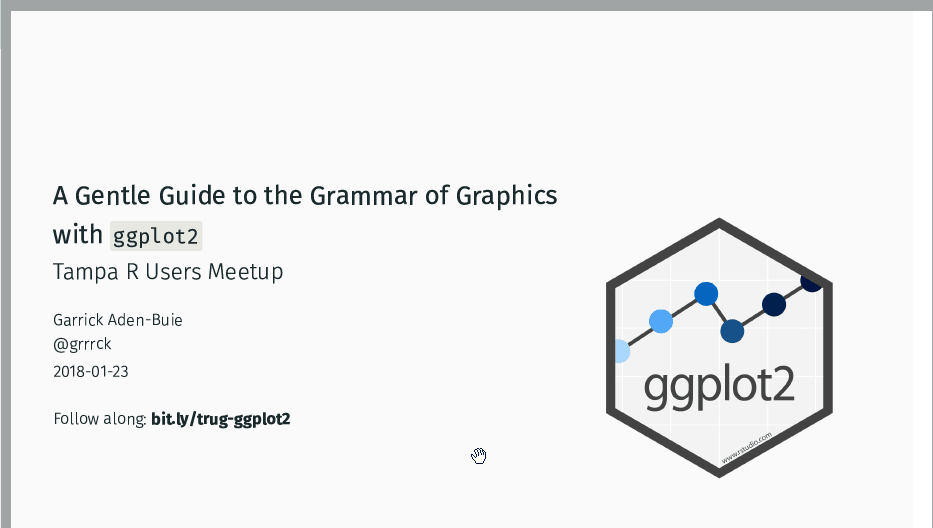 A Gentle Guide to the Grammar of Graphics
with ggplot2
Tampa R Users Meetup
Garrick Aden-Buie
@grrrck
2018-01-23
Follow along: bit.ly/trug-ggplot2
ggplot2
www.rstudio.com